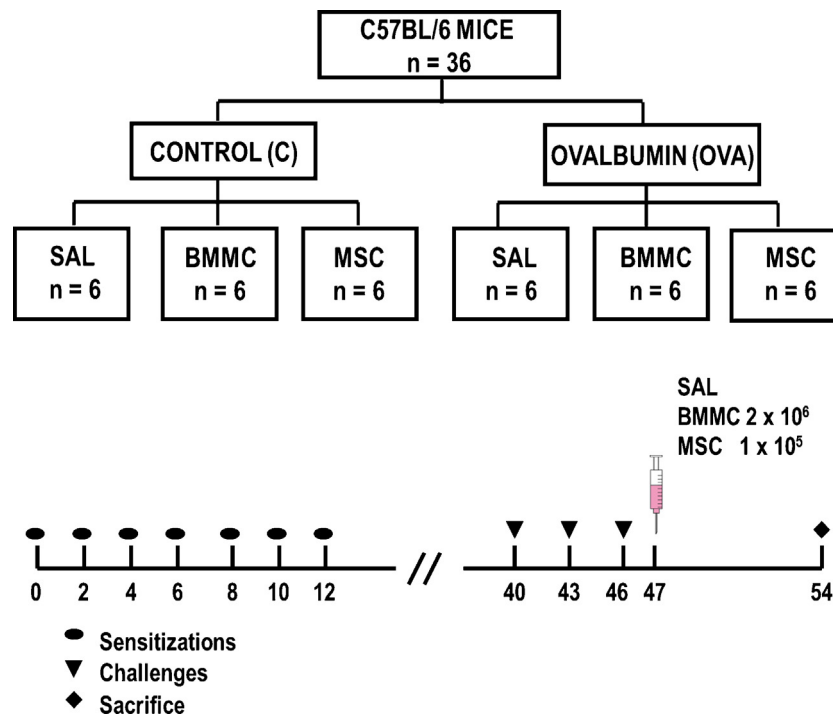 C57BL/6 MICE
n = 36
CONTROL (C)
OVALBUMIN (OVA)
SAL
n = 6
BMMC
n = 6
MSC
n = 6
SAL
n = 6
BMMC
n = 6
MSC
n = 6
SAL
BMMC 2 x 10⁶
MSC 1 x 10⁵
0 2 4 6 8 10 12 // 40 43 46 47 54
Sensitizations
Challenges
Sacrifice